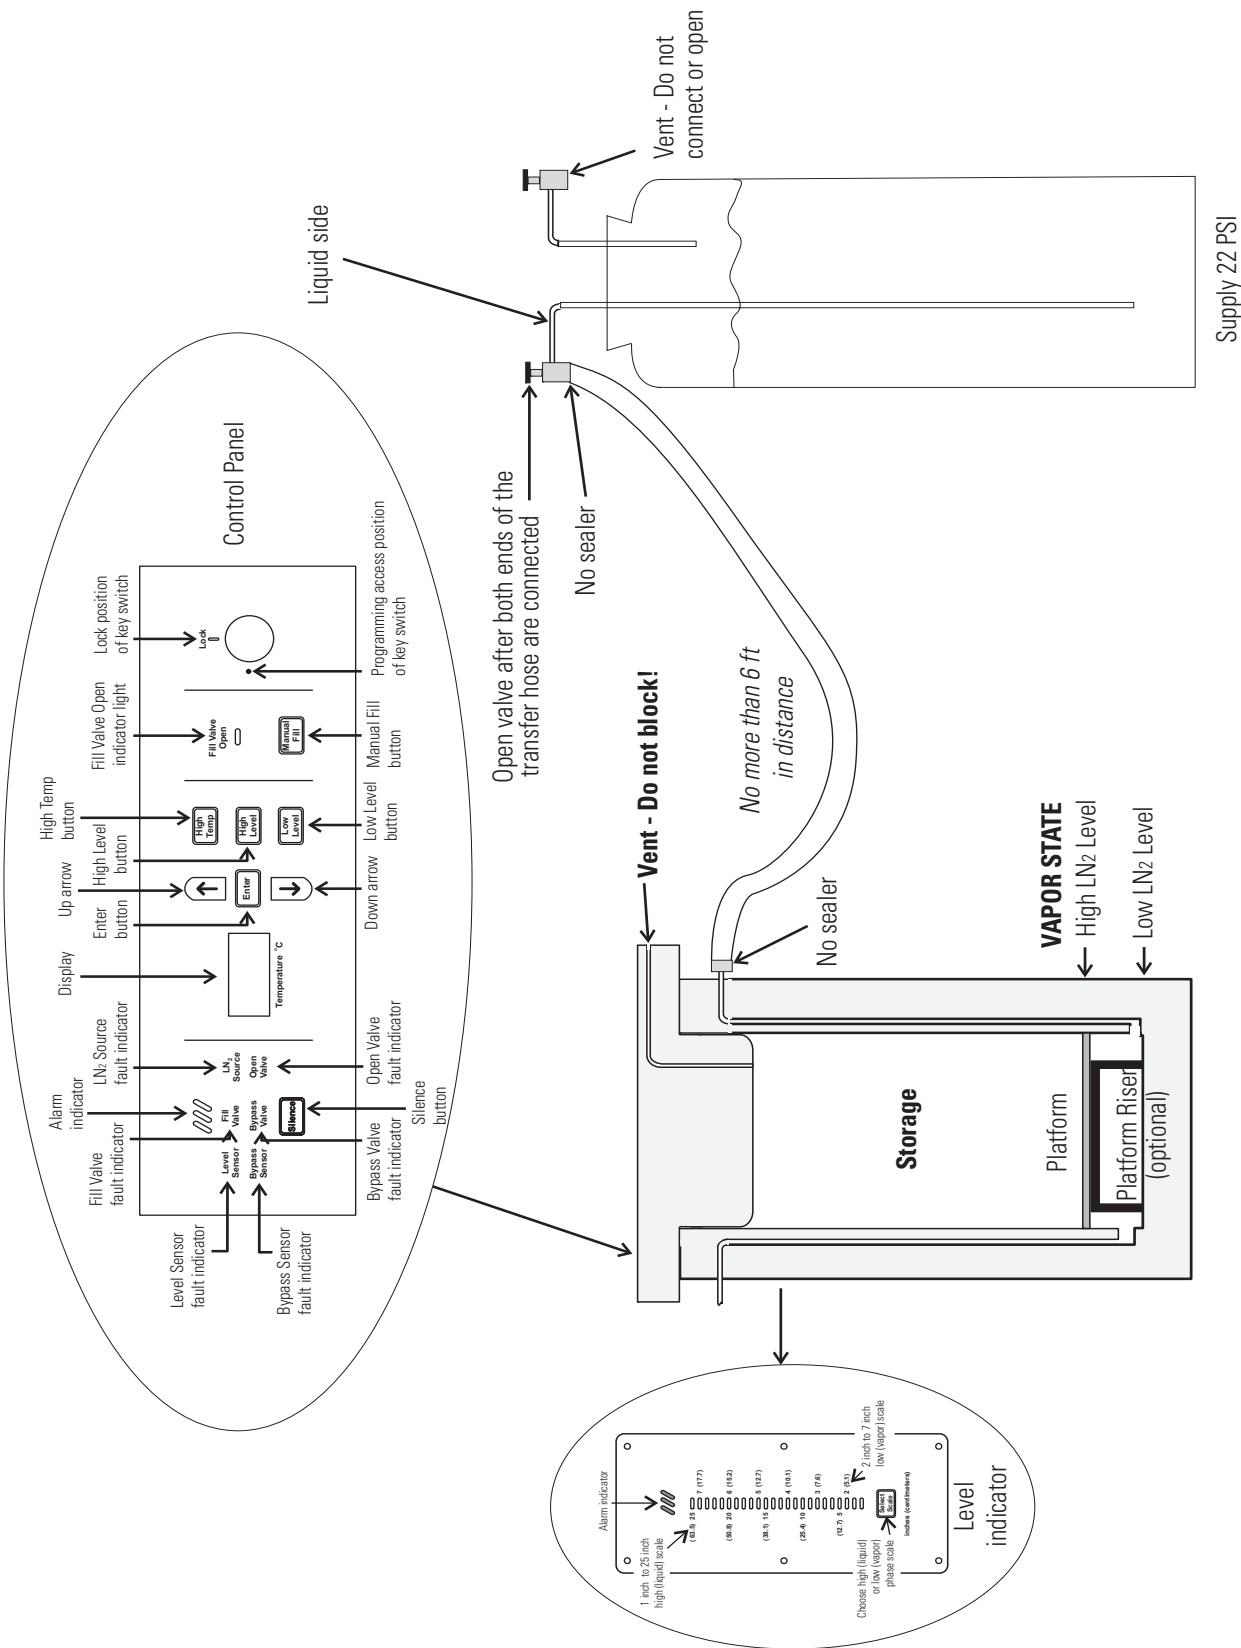 Control Panel
Alarm
indicator
LN2 Source
fault indicator
Fill Valve
fault indicator
Level Sensor
fault indicator
Bypass Sensor
fault indicator
Bypass Valve
fault indicator
Silence
button
Open Valve
fault indicator
Display
Enter
button
Up arrow
High Level
button
High Temp
button
Down arrow
Low Level
button
Fill Valve Open
indicator light
Manual Fill
button
Lock position
of key switch
Programming access position
of key switch
Level
Sensor
Fill
Valve
LN2
Source
Bypass
Sensor
Bypass
Valve
Open
Valve
Silence
Temperature °C
Enter
High
Temp
High
Level
Low
Level
Fill Valve
Open
Manual
Fill
Lock
Liquid side
Vent - Do not
connect or open
Open valve after both ends of the
transfer hose are connected
No sealer
Supply 22 PSI
Vent - Do not block!
No more than 6 ft
in distance
No sealer
VAPOR STATE
High LN2 Level
Low LN2 Level
Storage
Platform
Platform Riser
(optional)
Alarm indicator
1 inch to 25 inch
high (liquid) scale
(63.5) 25
7 (17.7)
(50.8) 20
6 (15.2)
(38.1) 15
5 (12.7)
(25.4) 10
4 (10.1)
3 (7.6)
(12.7) 5
2 (5.1)
2 inch to 7 inch
low (vapor) scale
Select
Scale
inches (centimeters)
Choose high (liquid)
or low (vapor)
phase scale
Level
indicator